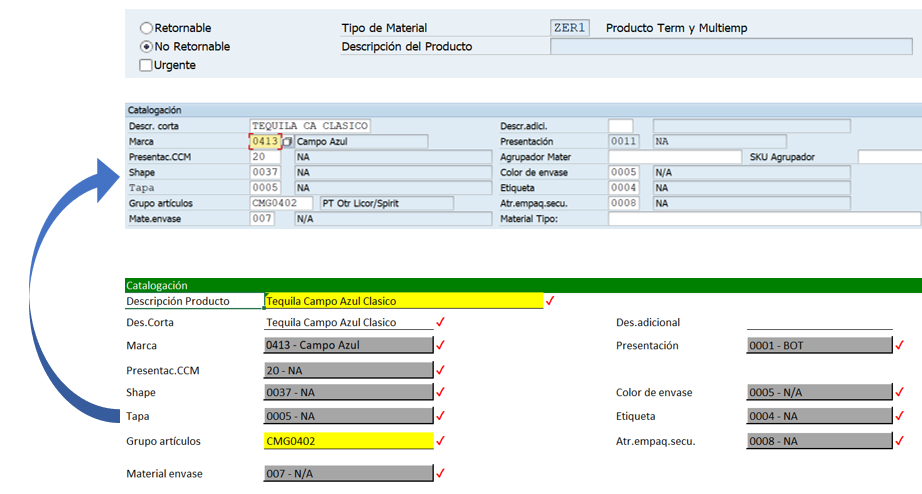 Retornable Tipo de Material ZER1 Producto Term y Multiemp
No Retornable Descripción del Producto
Urgente
Catalogación
Descr. corta TEQUILA CA CLASICO Descr.adici.
Marca 0413 Campo Azul Presentación 0011 NA
Presentac.CCM 20 NA Agrupador Mater SKU Agrupador
Shape 0037 NA Color de envase 0005 N/A
Tapa 0005 NA Etiqueta 0004 NA
Grupo artículos CMG0402 PT Otr Licor/Spirit Atr.empaq.secu. 0008 NA
Mate.envase 007 N/A Material Tipo:
Catalogación
Descripción Producto Tequila Campo Azul Clasico
Des.Corta Tequila Campo Azul Clasico Des.adicional
Marca 0413 - Campo Azul Presentación 0001 - BOT
Presentac.CCM 20 - NA
Shape 0037 - NA Color de envase 0005 - N/A
Tapa 0005 - NA Etiqueta 0004 - NA
Grupo artículos CMG0402 Atr.empaq.secu. 0008 - NA
Material envase 007 - N/A